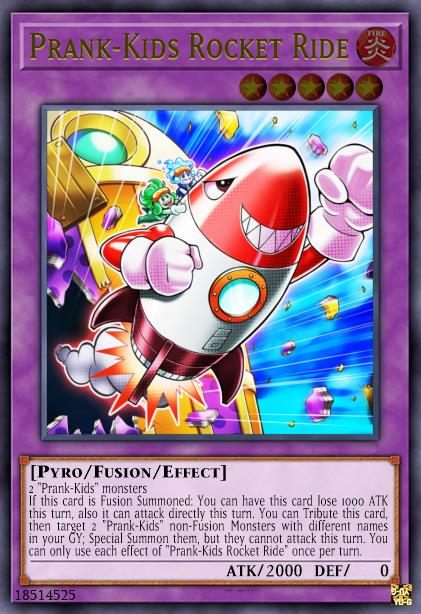 PRANK-KIDS ROCKET RIDE
FIRE
炎
[PYRO/FUSION/EFFECT]
2 "Prank-Kids" monsters
If this card is Fusion Summoned: You can have this card lose 1000 ATK
this turn, also it can attack directly this turn. You can Tribute this card,
then target 2 "Prank-Kids" non-Fusion Monsters with different names
in your GY; Special Summon them, but they cannot attack this turn. You
can only use each effect of "Prank-Kids Rocket Ride" once per turn.
ATK/2000 DEF/ 0
18514525